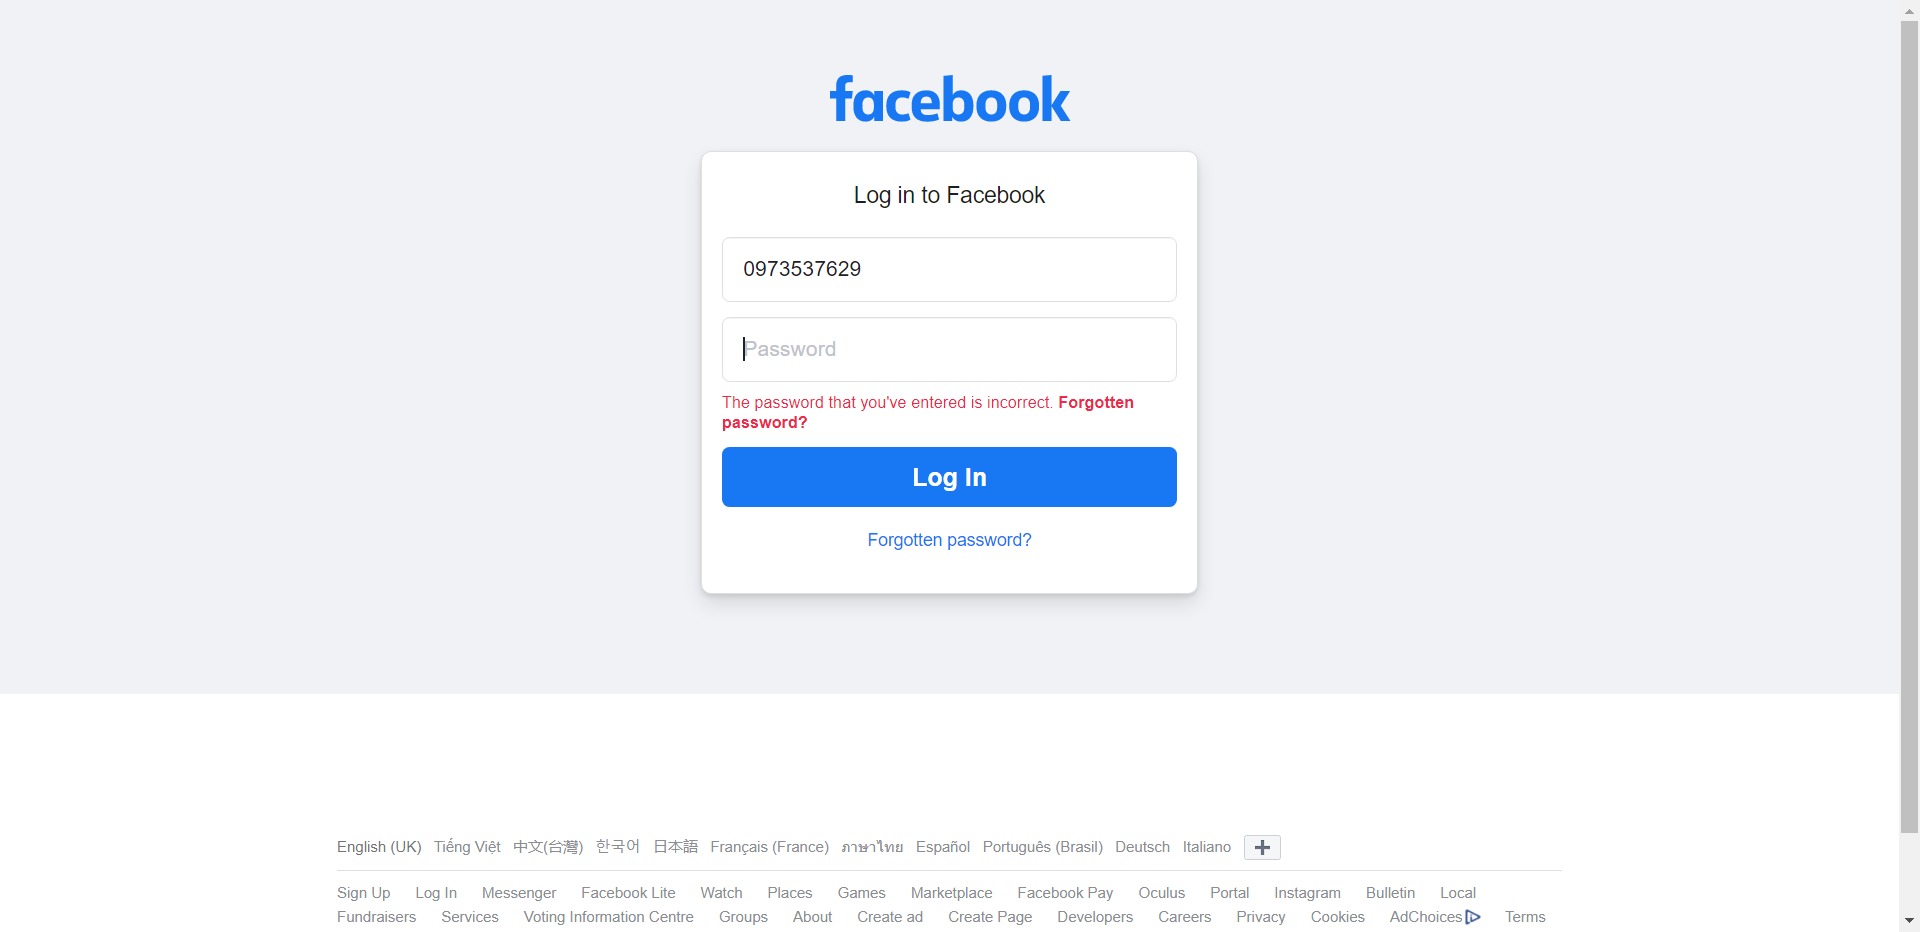 facebook
Log in to Facebook
0973537629
Password
The password that you've entered is incorrect. Forgotten
password?
Log In
Forgotten password?
English (UK) Tiếng Việt 中文(台灣) 한국어 日本語 Français (France) ภาษาไทย Español Português (Brasil) Deutsch Italiano
Sign Up Log In Messenger Facebook Lite Watch Places Games Marketplace Facebook Pay Oculus Portal Instagram Bulletin Local
Fundraisers Services Voting Information Centre Groups About Create ad Create Page Developers Careers Privacy Cookies AdChoices Terms